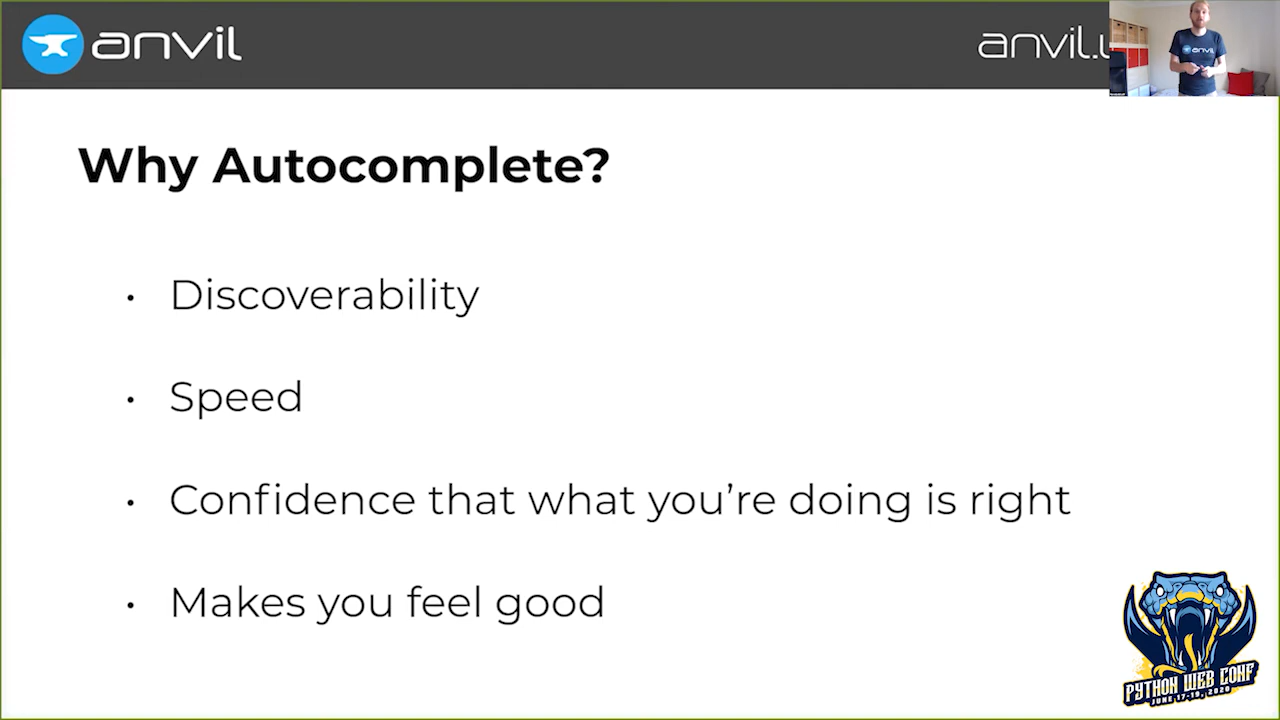 anvil
anvil.
Why Autocomplete?
• Discoverability
• Speed
• Confidence that what you’re doing is right
• Makes you feel good
anvil
PYTHON WEB CONF
JUNE 17-19, 2020